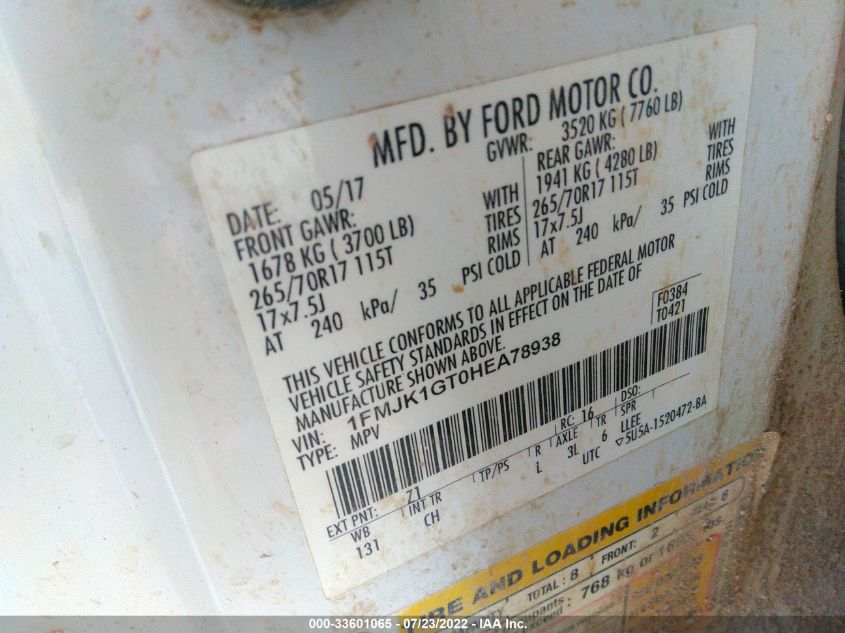 MFD. BY FORD MOTOR CO.
DATE: 05/17 GVWR: 3520 KG ( 7760 LB)
FRONT GAWR: REAR GAWR:
1678 KG ( 3700 LB) WITH 1941 KG ( 4280 LB) WITH
265/70R17 115T TIRES 265/70R17 115T TIRES
17x7.5J RIMS 17x7.5J RIMS
AT 240 kPa/ 35 PSI COLD AT 240 kPa/ 35 PSI COLD
THIS VEHICLE CONFORMS TO ALL APPLICABLE FEDERAL MOTOR
VEHICLE SAFETY STANDARDS IN EFFECT ON THE DATE OF
MANUFACTURE SHOWN ABOVE.
F0384
T0421
VIN: 1FMJK1GT0HEA78938
TYPE: MPV
EXT PNT: Z1 RC: 16 DSO:
WB INT TR TP/PS R AXLE TR SPR
131 CH L 3L 6 LLEE
UTC ▽5U5A-1520472-BA
TIRE AND LOADING INFORMATION
TOTAL: 8 FRONT: 2 6
768 kg or
000-33601065 - 07/23/2022 - IAA Inc.